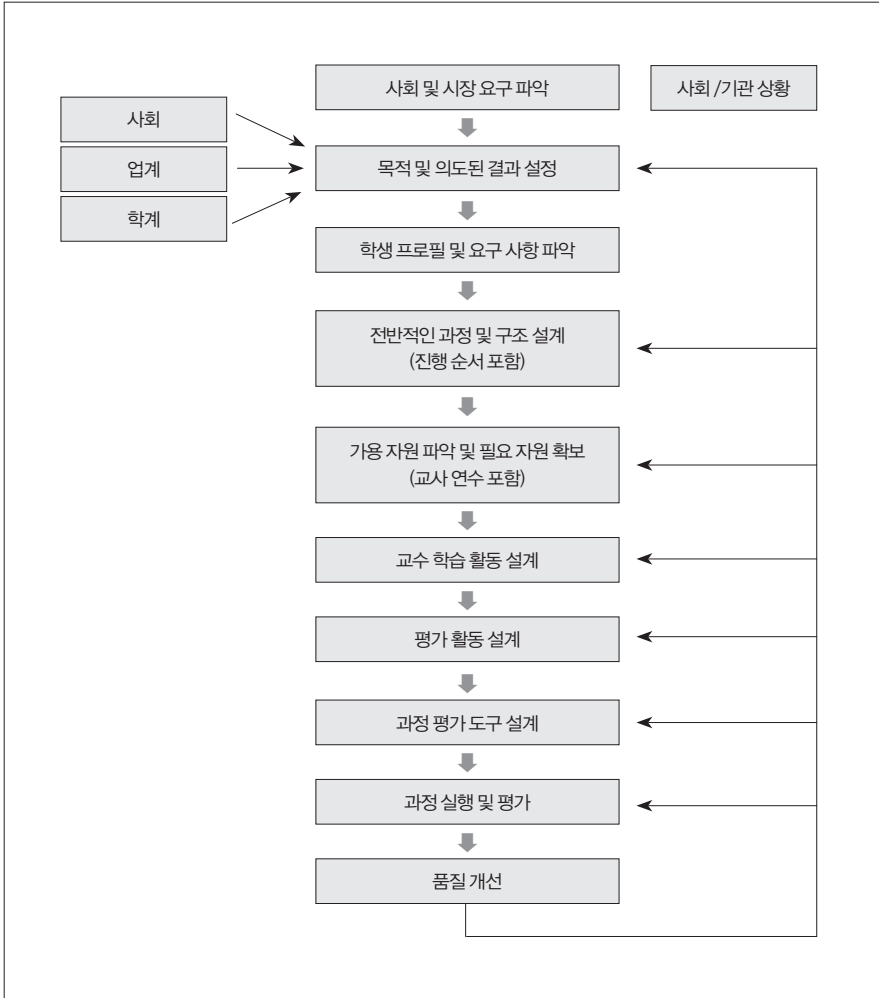 사회 및 시장 요구 파악
사회 /기관 상황
사회
업계
학계
목적 및 의도된 결과 설정
학생 프로필 및 요구 사항 파악
전반적인 과정 및 구조 설계
(진행 순서 포함)
가용 자원 파악 및 필요 자원 확보
(교사 연수 포함)
교수 학습 활동 설계
평가 활동 설계
과정 평가 도구 설계
과정 실행 및 평가
품질 개선